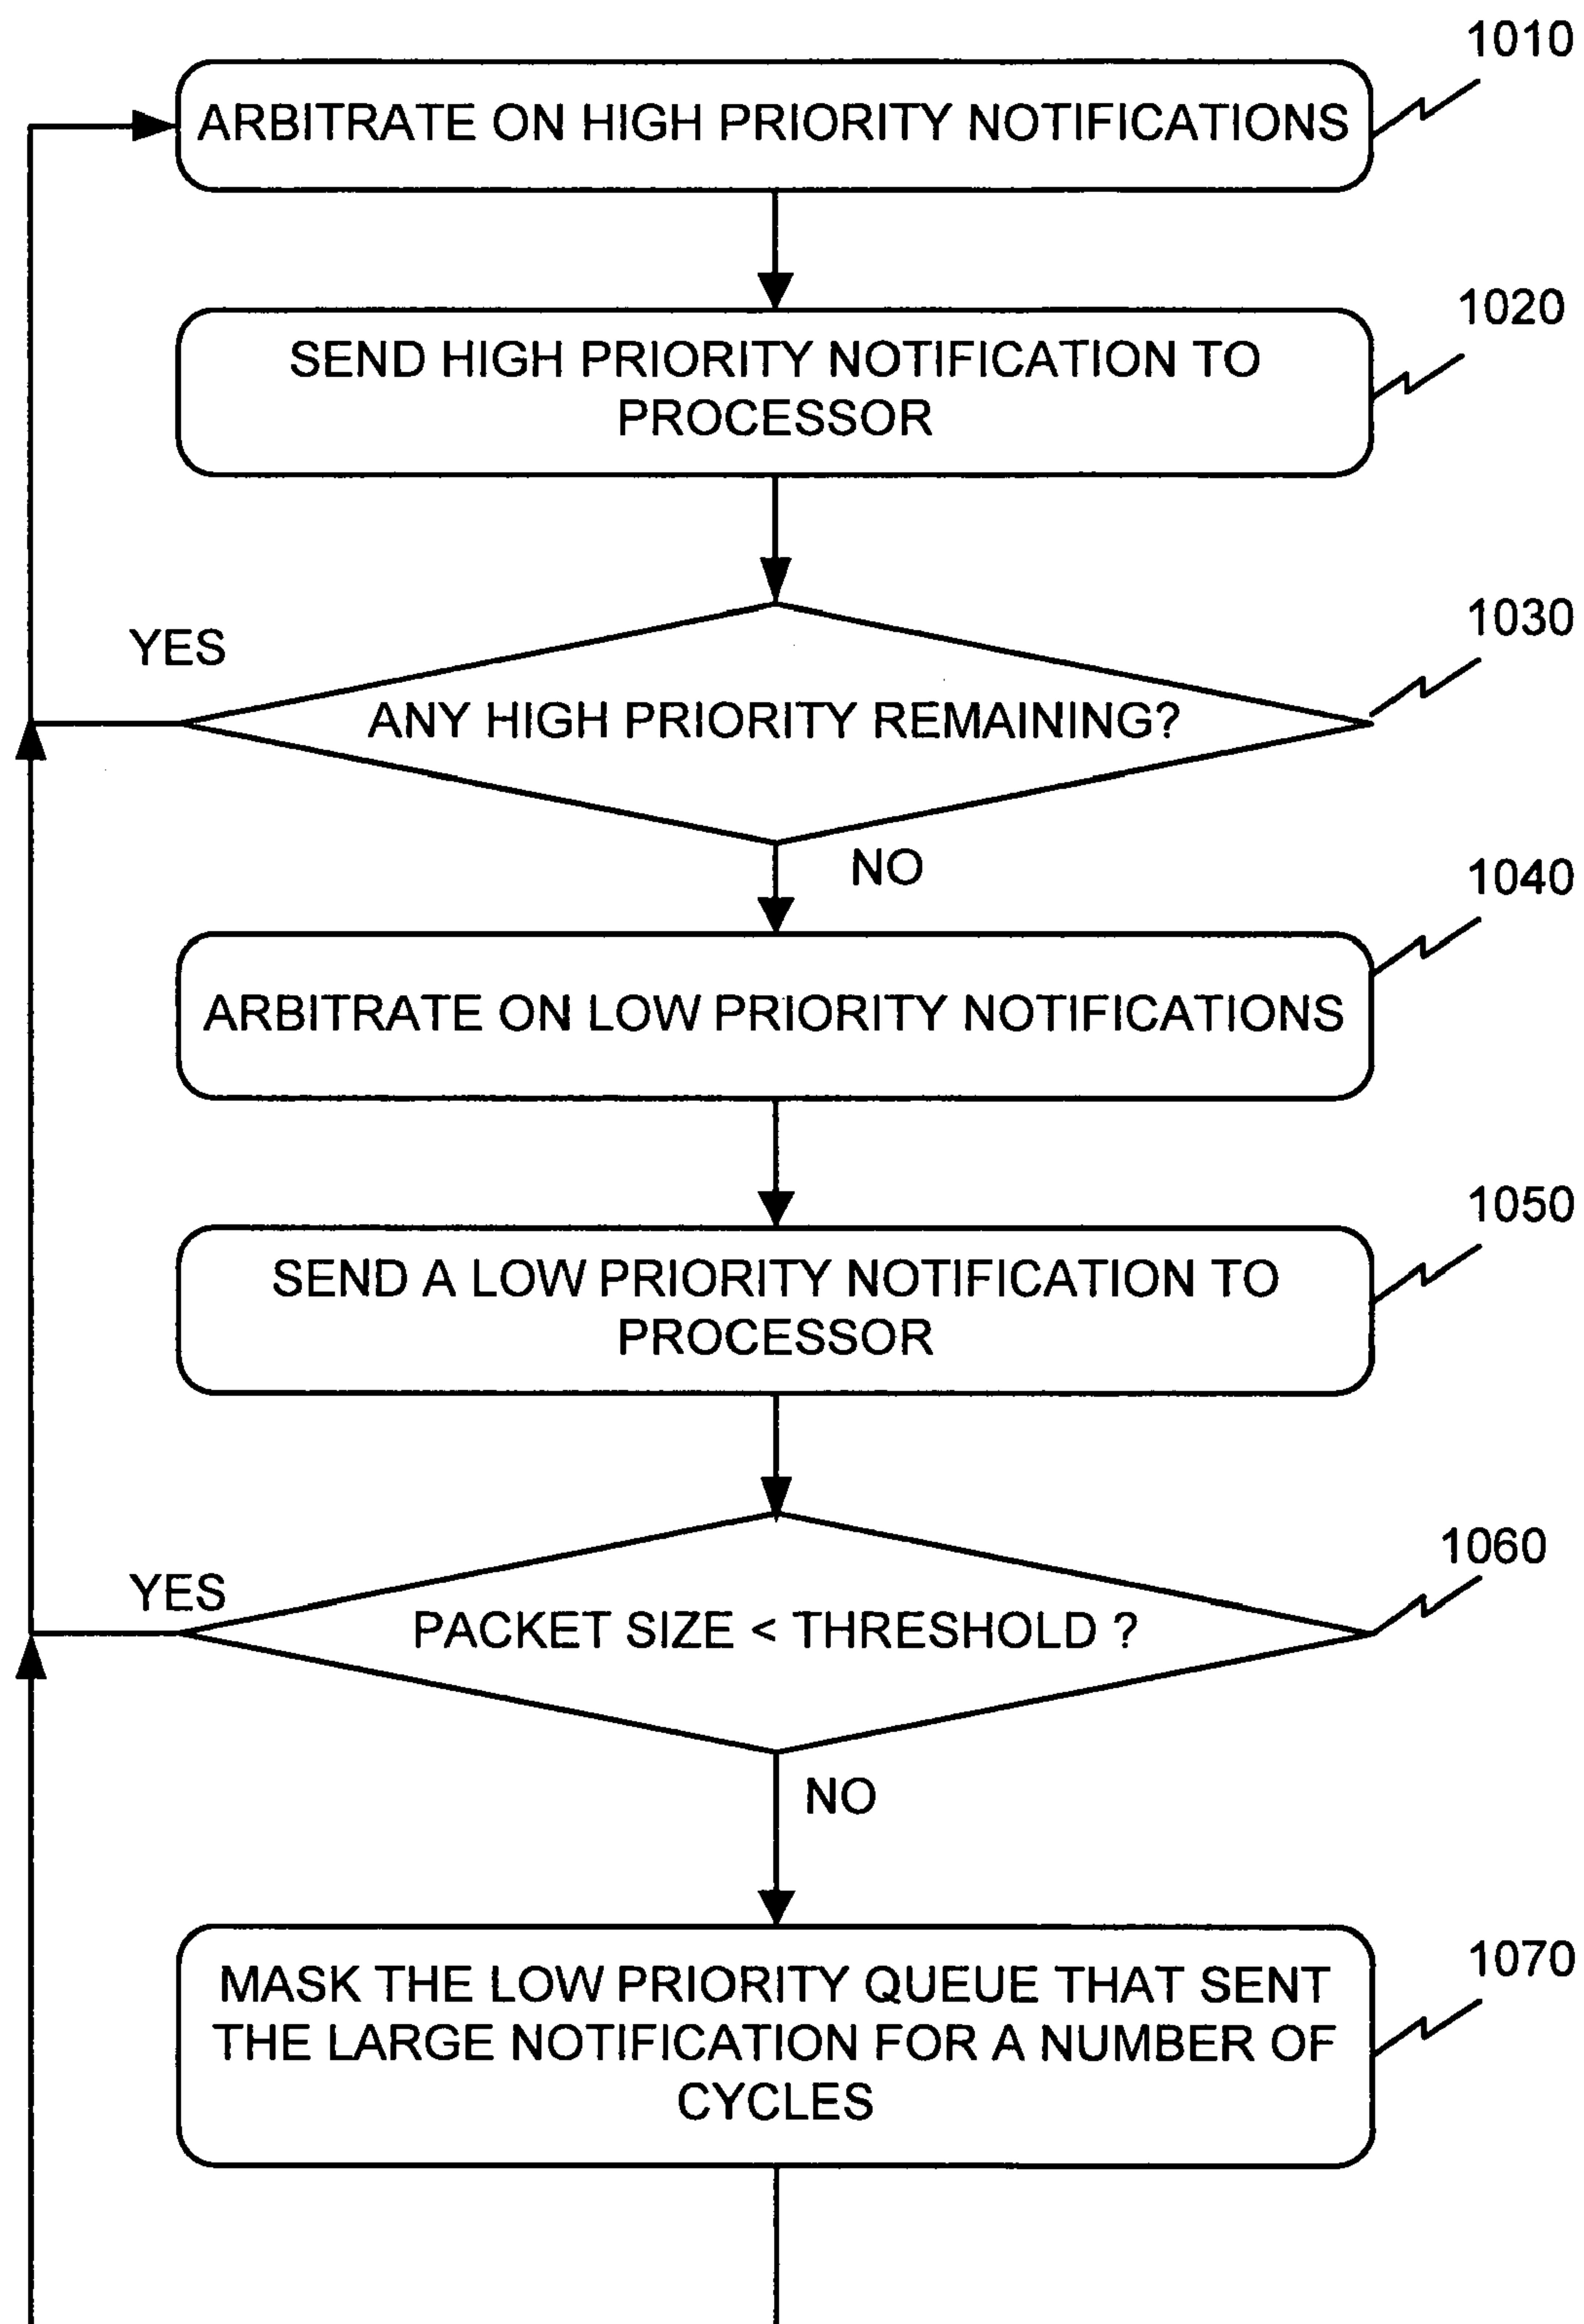 1010
ARBITRATE ON HIGH PRIORITY NOTIFICATIONS
1020
SEND HIGH PRIORITY NOTIFICATION TO
PROCESSOR
1030
YES
ANY HIGH PRIORITY REMAINING?
NO
1040
ARBITRATE ON LOW PRIORITY NOTIFICATIONS
1050
SEND A LOW PRIORITY NOTIFICATION TO
PROCESSOR
1060
YES
PACKET SIZE < THRESHOLD ?
NO
1070
MASK THE LOW PRIORITY QUEUE THAT SENT
THE LARGE NOTIFICATION FOR A NUMBER OF
CYCLES